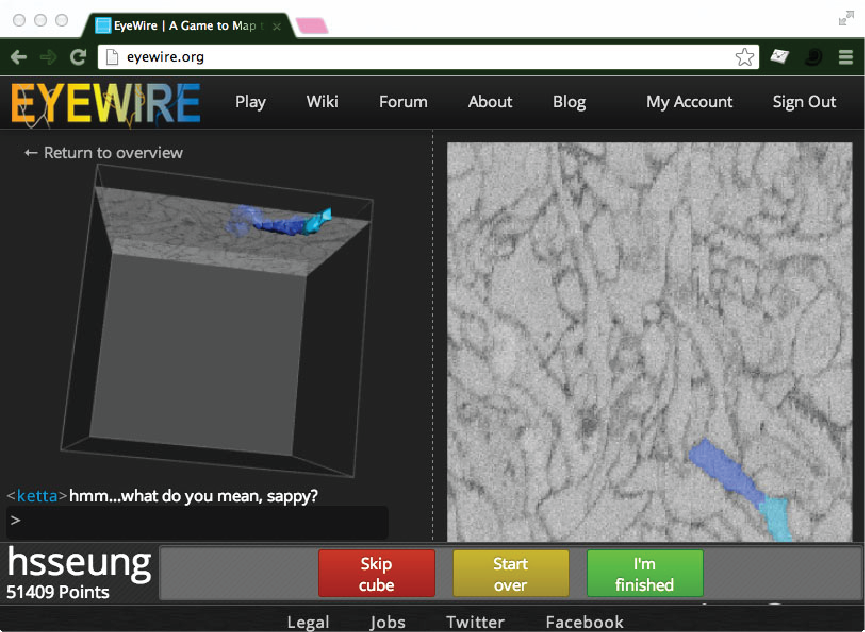 EyeWire | A Game to Map
eyewire.org
EYEWIRE Play Wiki Forum About Blog My Account Sign Out
← Return to overview
<ketta>hmm...what do you mean, sappy?
>
hsseung
51409 Points
Skip
cube
Start
over
I'm
finished
Legal Jobs Twitter Facebook